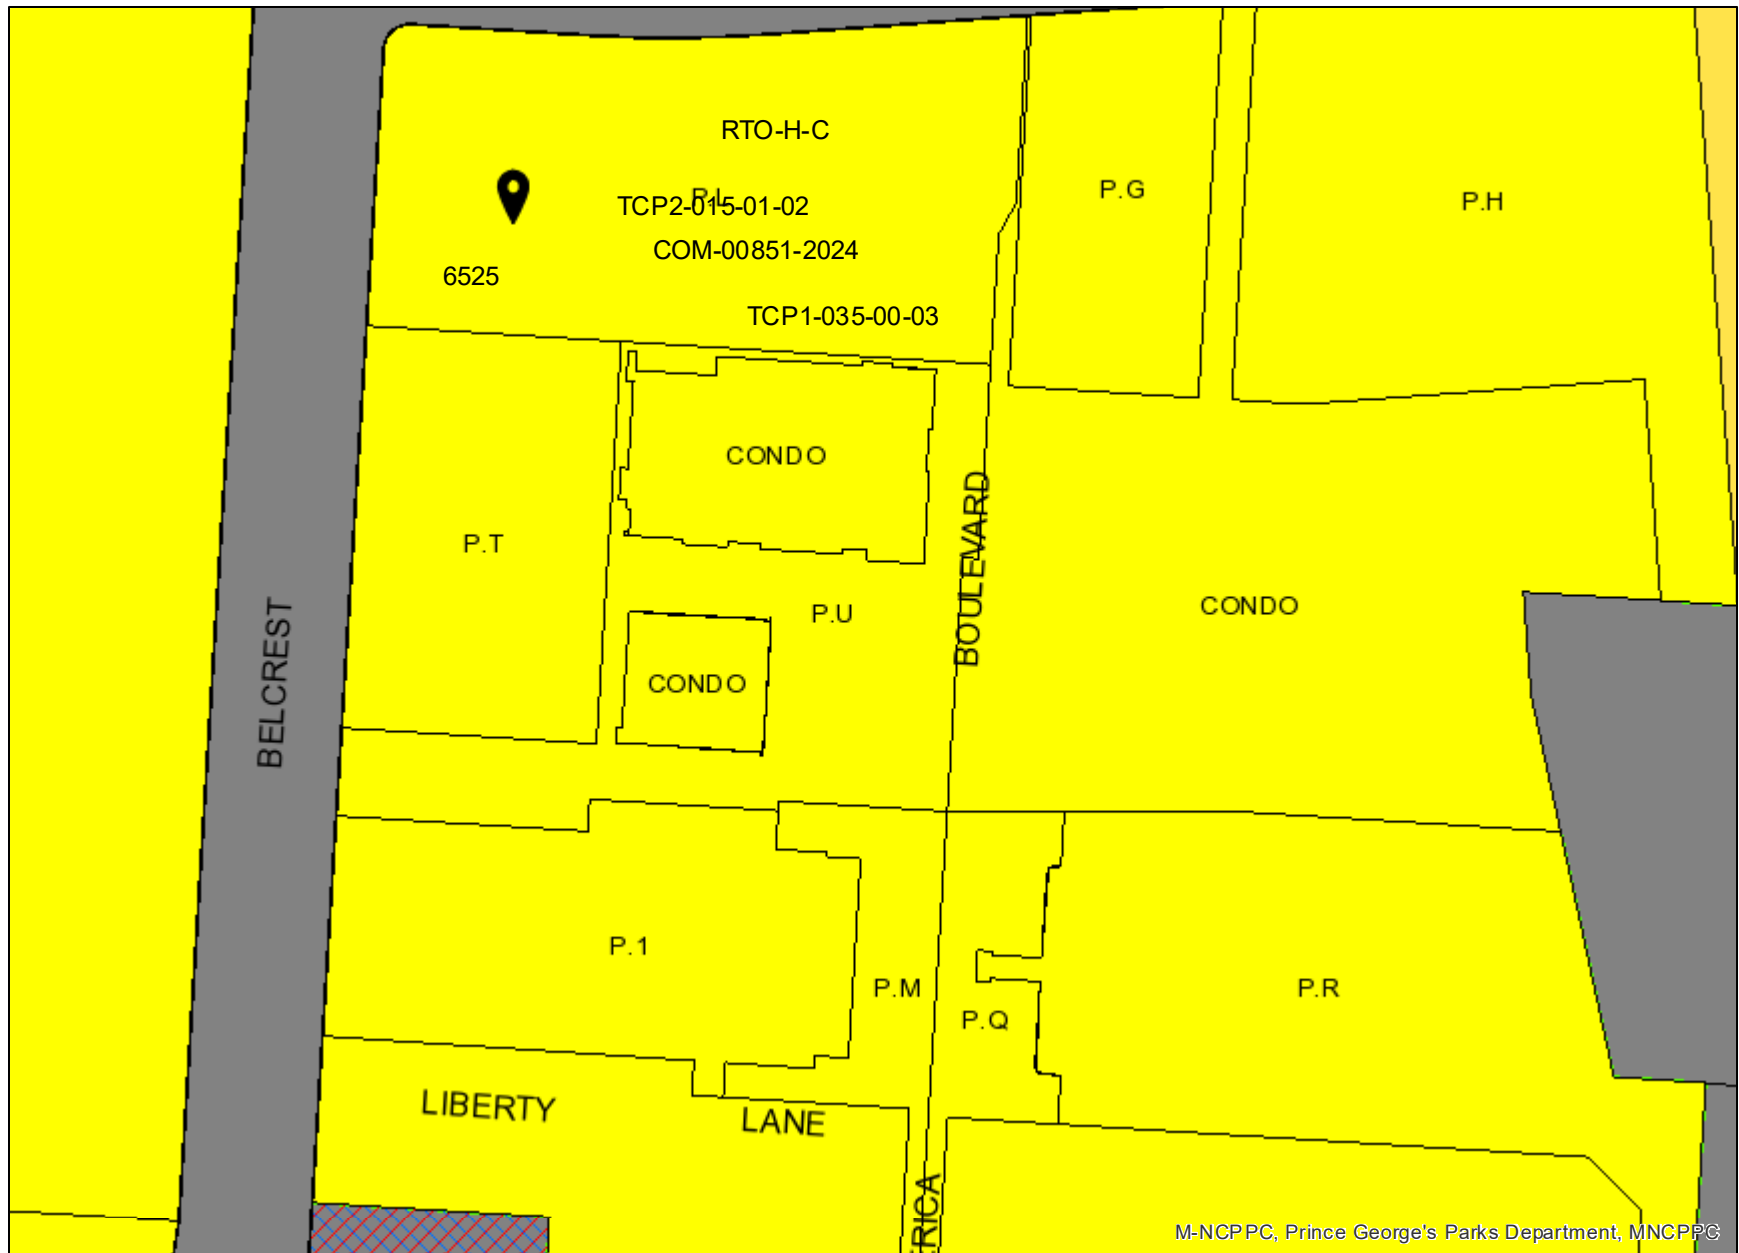 RTO-H-C
P.G
P.H
TCP2-015-01-02
COM-00851-2024
6525
TCP1-035-00-03
CONDO
P.T
BOULEVARD
CONDO
P.U
BELCREST
CONDO
P.1
P.M
P.R
P.Q
LIBERTY LANE
ERICA
M-NCPPC, Prince George's Parks Department, MNCPPC